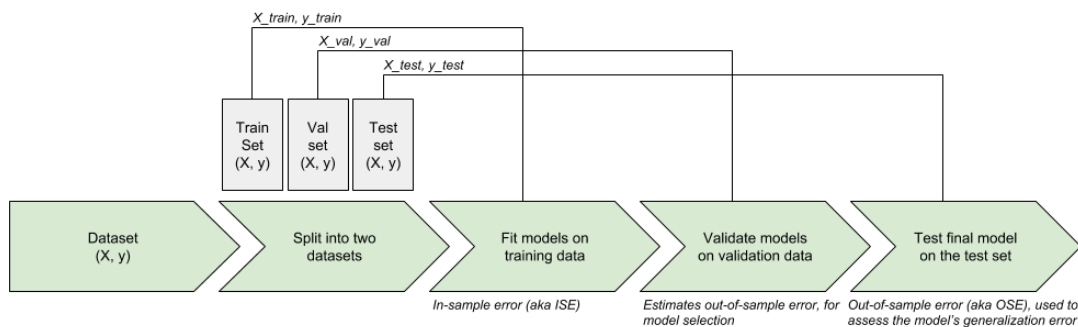 X_train, y_train
X_val, y_val
X_test, y_test
Train
Set
(X, y)
Val
set
(X, y)
Test
set
(X, y)
Dataset
(X, y)
Split into two
datasets
Fit models on
training data
Validate models
on validation data
Test final model
on the test set
In-sample error (aka ISE)
Estimates out-of-sample error, for
model selection
Out-of-sample error (aka OSE), used to
assess the model's generalization error